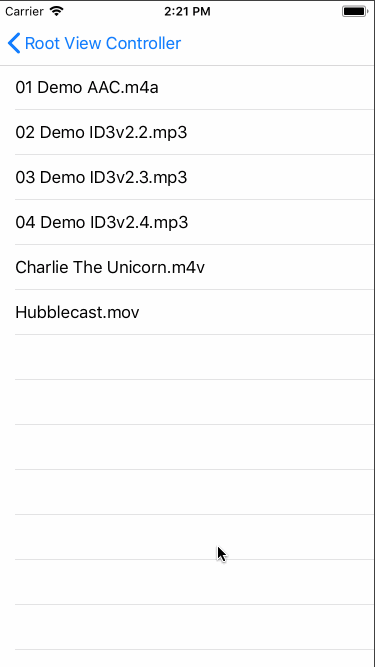 Carrier 2:21 PM
Root View Controller
01 Demo AAC.m4a
02 Demo ID3v2.2.mp3
03 Demo ID3v2.3.mp3
04 Demo ID3v2.4.mp3
Charlie The Unicorn.m4v
Hubblecast.mov